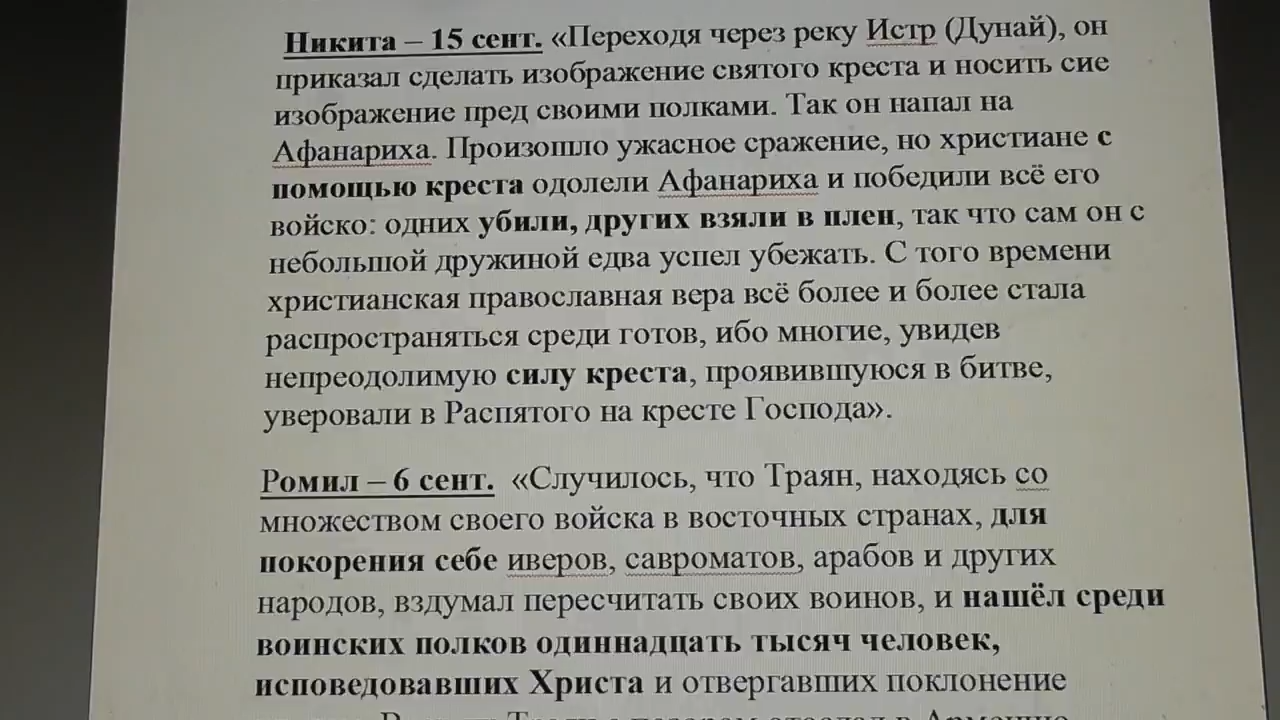 Никита – 15 сент. «Переходя через реку Истр (Дунай), он
приказал сделать изображение святого креста и носить сие
изображение пред своими полками. Так он напал на
Афанариха. Произошло ужасное сражение, но христиане с
помощью креста одолели Афанариха и победили всё его
войско: одних убили, других взяли в плен, так что сам он с
небольшой дружиной едва успел убежать. С того времени
христианская православная вера всё более и более стала
распространяться среди готов, ибо многие, увидев
непреодолимую силу креста, проявившуюся в битве,
уверовали в Распятого на кресте Господа».
Ромил – 6 сент. «Случилось, что Траян, находясь со
множеством своего войска в восточных странах, для
покорения себе иверов, савроматов, арабов и других
народов, вздумал пересчитать своих воинов, и нашёл среди
воинских полков одиннадцать тысяч человек,
исповедовавших Христа и отвергавших поклонение